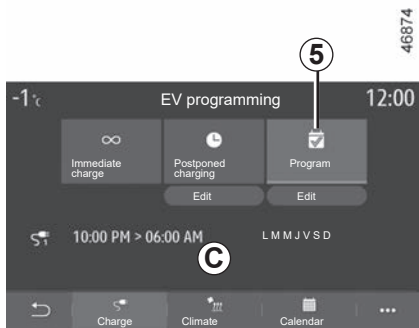 46874
5
-1°c
EV programming
12:00
Immediate charge
Postponed charging
Program
Edit
Edit
10:00 PM > 06:00 AM
L M M J V S D
C
Charge
Climate
Calendar